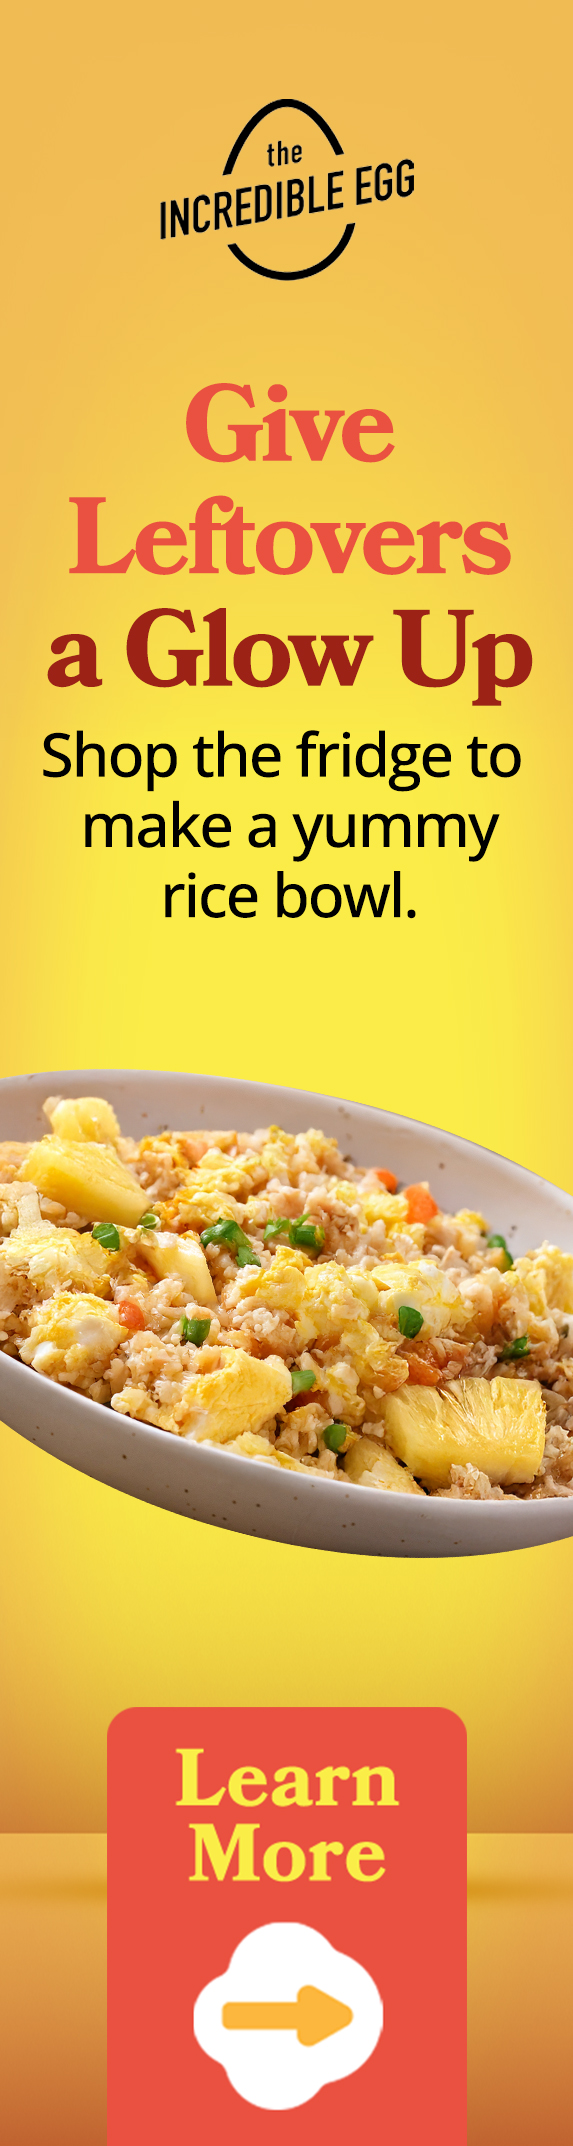 the
INCREDIBLE EGG
Give
Leftovers
a Glow Up
Shop the fridge to
make a yummy
rice bowl.
Learn
More